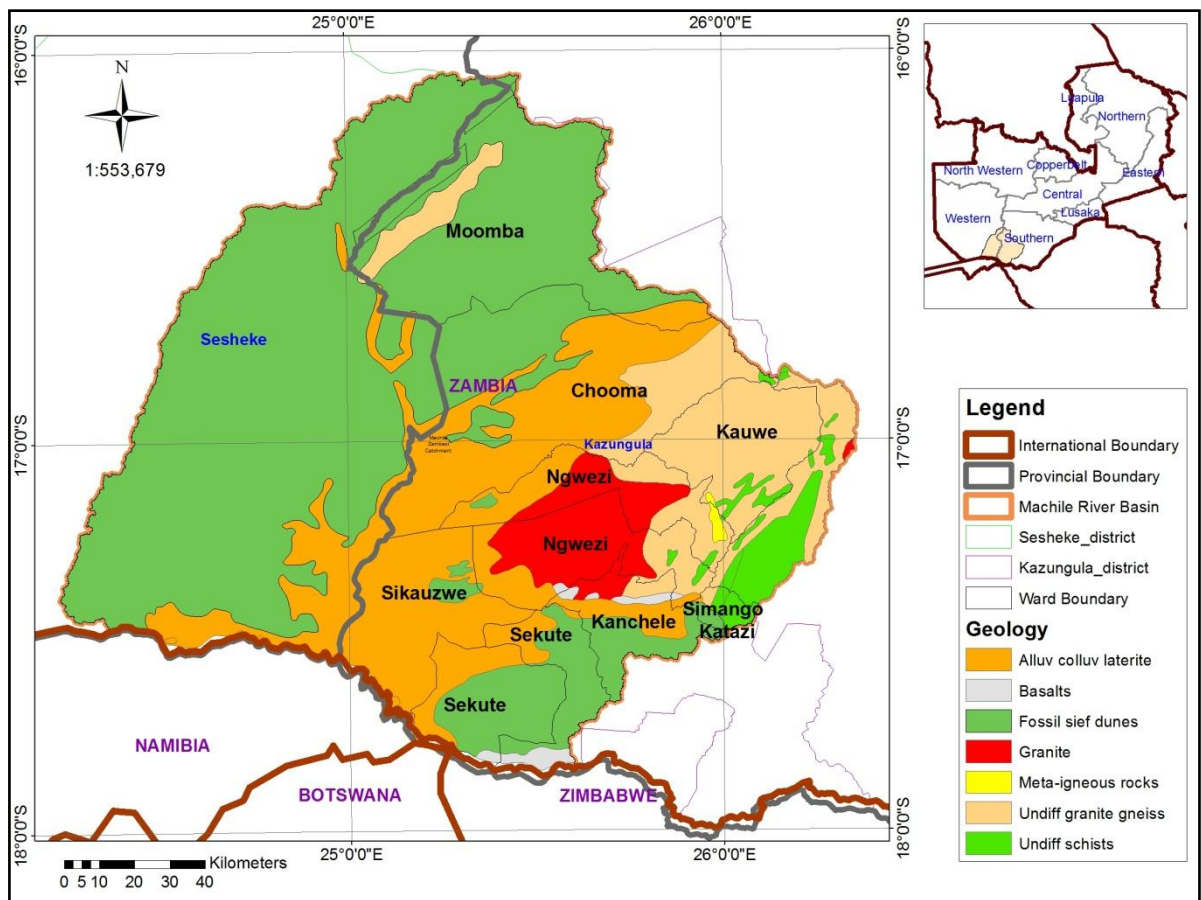 25°0'0"E
26°0'0"E
16°0'0"S
16°0'0"S
N
1:553,679
Luapula
Northern
North Western
Copperbelt
Eastern
Central
Lusaka
Western
Southern
Moomba
Sesheke
ZAMBIA
Chooma
Kauwe
Kazungula
Machile
Zambezi
Catchment
17°0'0"S
17°0'0"S
Ngwezi
Ngwezi
Sikauzwe
Kanchele
Simango
Katazi
Sekute
Sekute
NAMIBIA
BOTSWANA
ZIMBABWE
18°0'0"S
18°0'0"S
25°0'0"E
26°0'0"E
Kilometers
0 5 10 20 30 40
Legend
International Boundary
Provincial Boundary
Machile River Basin
Sesheke_district
Kazungula_district
Ward Boundary
Geology
Alluv colluv laterite
Basalts
Fossil sief dunes
Granite
Meta-igneous rocks
Undiff granite gneiss
Undiff schists